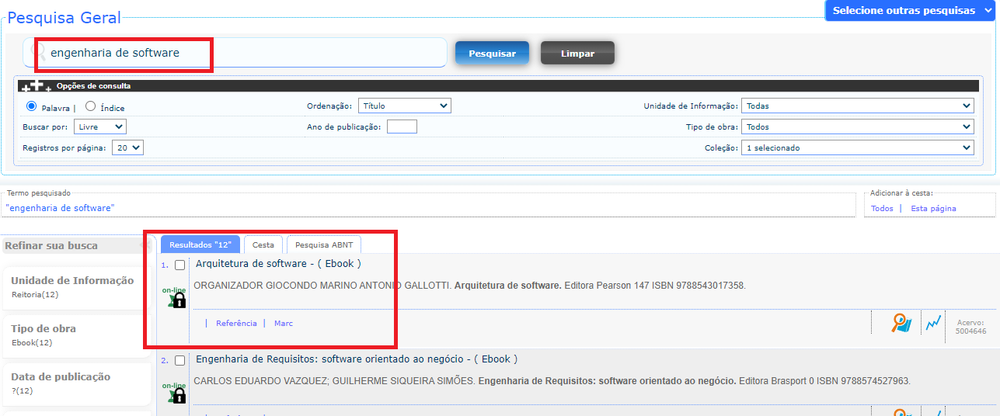 Selecione outras pesquisas
Pesquisa Geral
engenharia de software
Pesquisar
Limpar
Opções de consulta
Palavra | Índice
Ordenação: Título
Unidade de Informação: Todas
Buscar por: Livre
Ano de publicação:
Tipo de obra: Todos
Registros por página: 20
Coleção: 1 selecionado
Termo pesquisado
"engenharia de software"
Adicionar à cesta:
Todos | Esta página
Refinar sua busca
Unidade de Informação
Reitoria(12)
Tipo de obra
Ebook(12)
Data de publicação
?(12)
Resultados "12"
Cesta
Pesquisa ABNT
1. Arquitetura de software - ( Ebook )
on-line
ORGANIZADOR GIOCONDO MARINO ANTONIO GALLOTTI. Arquitetura de software. Editora Pearson 147 ISBN 9788543017358.
| Referência | Marc
Acervo:
5004646
2. Engenharia de Requisitos: software orientado ao negócio - ( Ebook )
on-line
CARLOS EDUARDO VAZQUEZ; GUILHERME SIQUEIRA SIMÕES. Engenharia de Requisitos: software orientado ao negócio. Editora Brasport 0 ISBN 9788574527963.